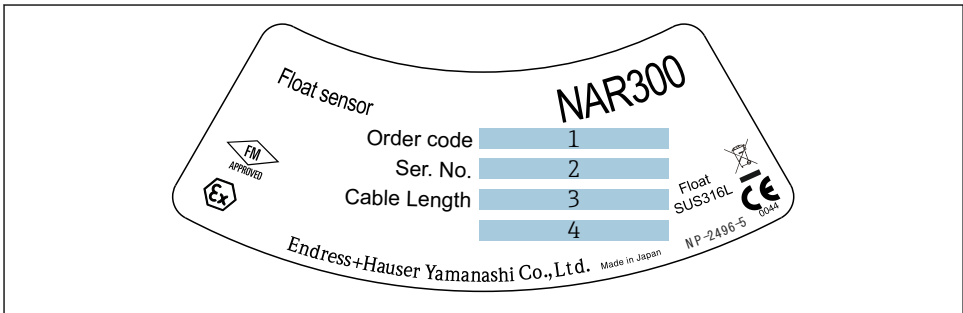 Float sensor
NAR300
Order code 1
Ser. No. 2
Cable Length 3
4
FM
APPROVED
Ex
Float
SUS316L
CE
0044
NP-2496-5
Endress+Hauser Yamanashi Co.,Ltd.
Made in Japan